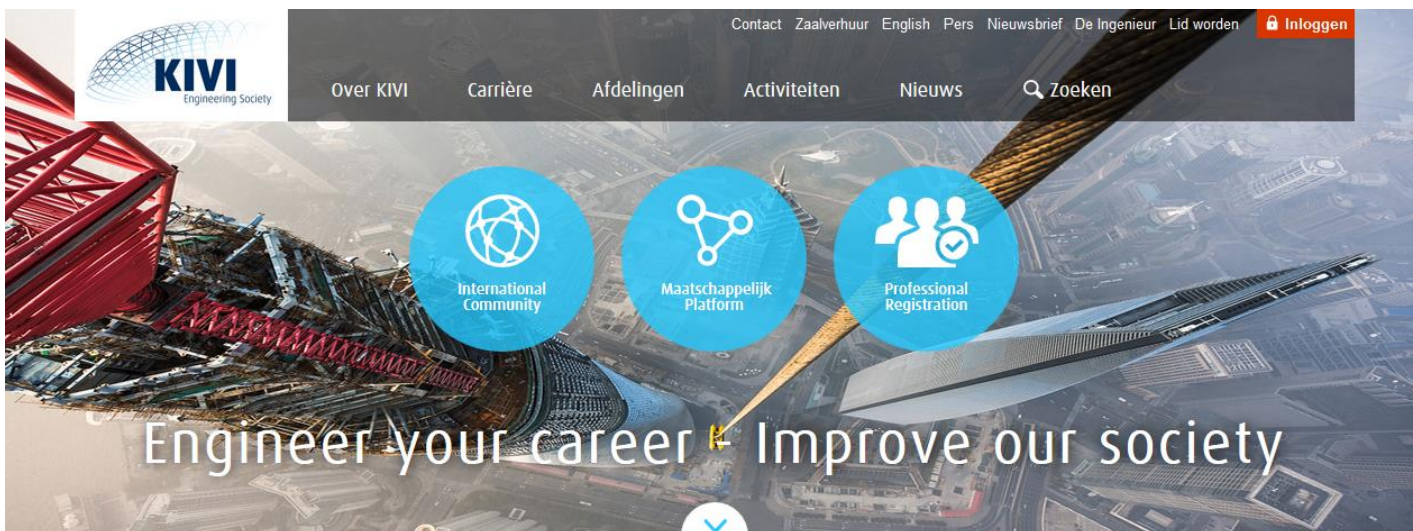 Contact Zaalverhuur English Pers Nieuwsbrief De Ingenieur Lid worden Inloggen
KIVI
Engineering Society
Over KIVI Carrière Afdelingen Activiteiten Nieuws Zoeken
International
Community
Maatschappelijk
Platform
Professional
Registration
Engineer your career - Improve our society